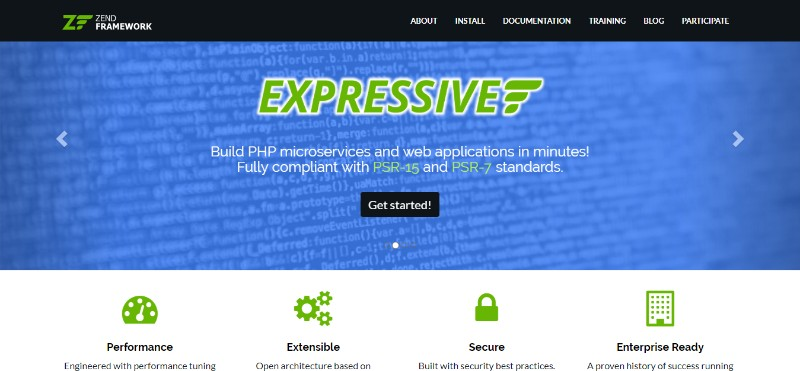 ZEND
FRAMEWORK
ABOUT INSTALL DOCUMENTATION TRAINING BLOG PARTICIPATE
EXPRESSIVE
Build PHP microservices and web applications in minutes!
Fully compliant with PSR-15 and PSR-7 standards.
Get started!
Performance Extensible Secure Enterprise Ready
Engineered with performance tuning Open architecture based on Built with security best practices. A proven history of success running